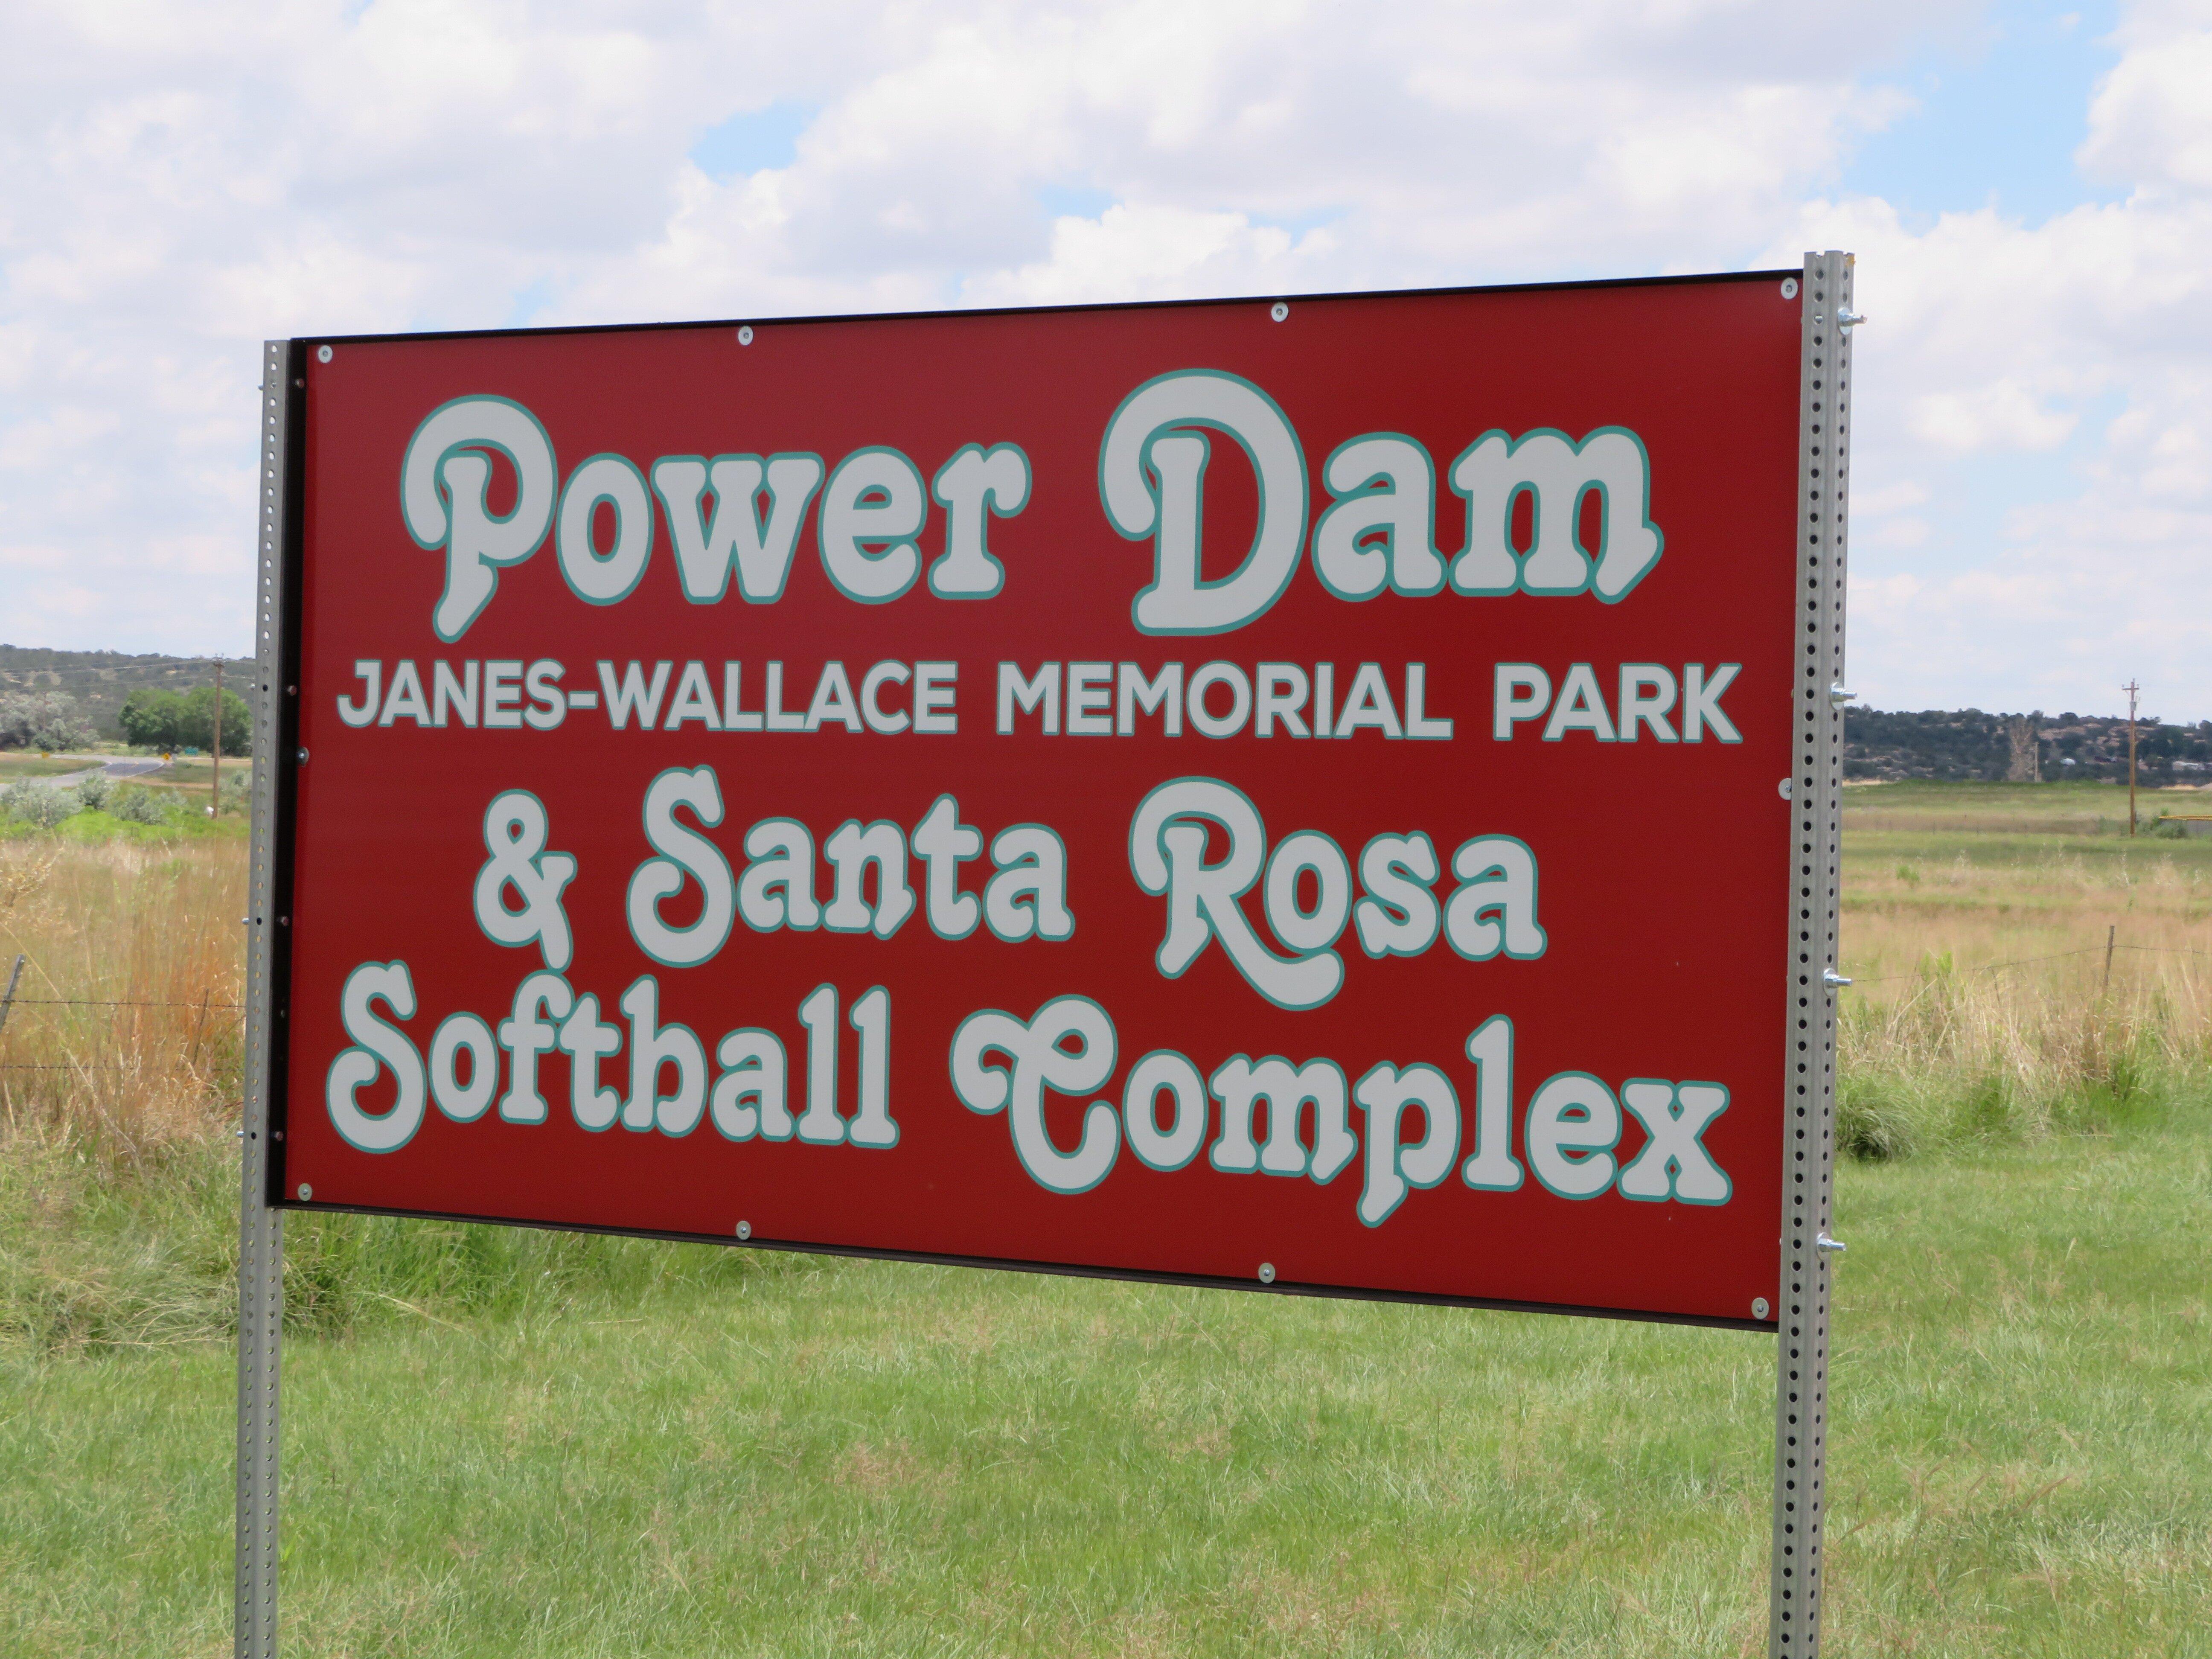 Power Dam
JANES-WALLACE MEMORIAL PARK
& Santa Rosa
Softball Complex